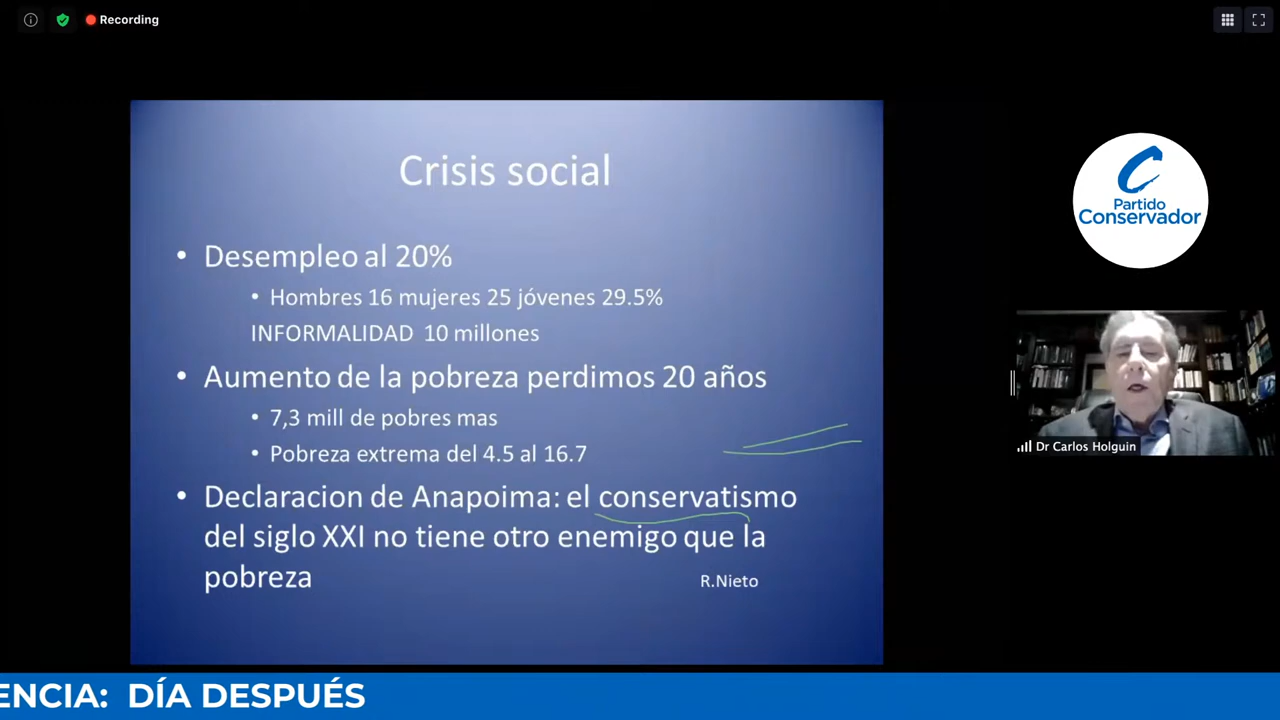 Recording
Crisis social
• Desempleo al 20%
• Hombres 16 mujeres 25 jóvenes 29.5%
INFORMALIDAD 10 millones
• Aumento de la pobreza perdimos 20 años
• 7,3 mill de pobres mas
• Pobreza extrema del 4.5 al 16.7
• Declaracion de Anapoima: el conservatismo
del siglo XXI no tiene otro enemigo que la
pobreza
R.Nieto
Partido
Conservador
Dr Carlos Holguin
ENCIA: DÍA DESPUÉS